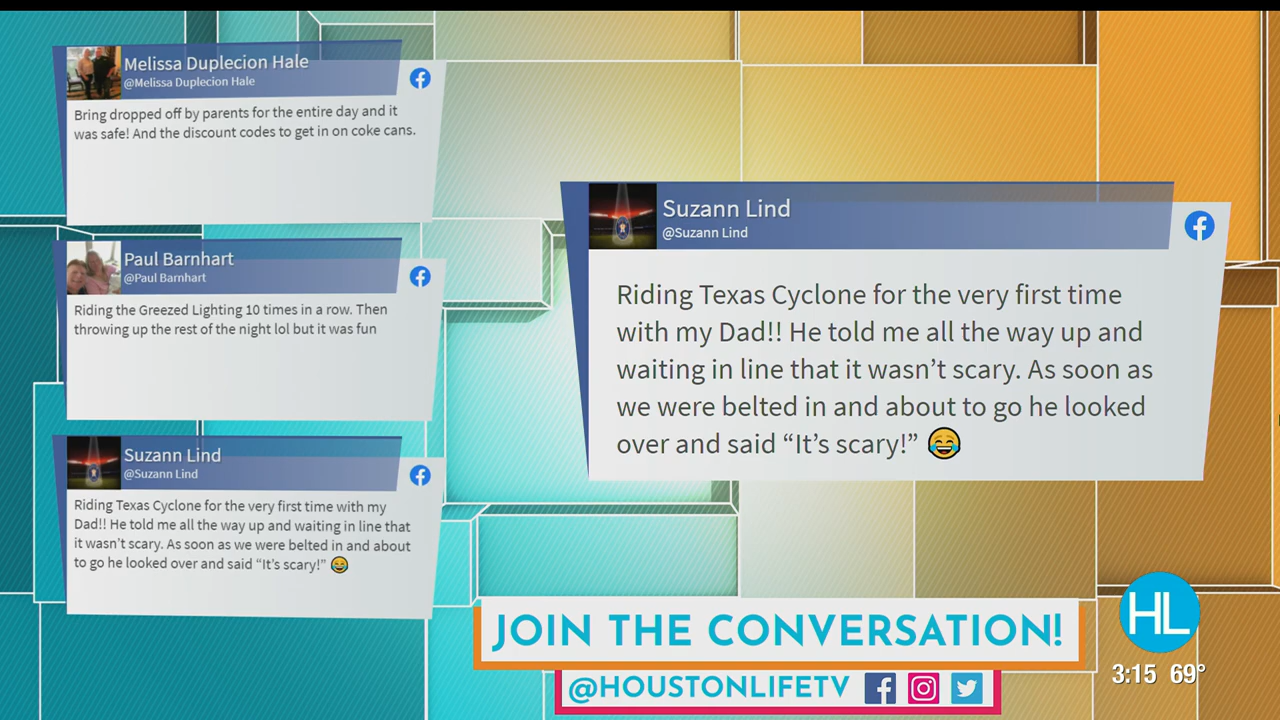 Melissa Duplecion Hale
@Melissa Duplecion Hale
Bring dropped off by parents for the entire day and it
was safe! And the discount codes to get in on coke cans.
Paul Barnhart
@Paul Barnhart
Riding the Greezed Lighting 10 times in a row. Then
throwing up the rest of the night lol but it was fun
Suzann Lind
@Suzann Lind
Riding Texas Cyclone for the very first time with my
Dad!! He told me all the way up and waiting in line that
it wasn't scary. As soon as we were belted in and about
to go he looked over and said “It's scary!” 😂
Suzann Lind
@Suzann Lind
Riding Texas Cyclone for the very first time
with my Dad!! He told me all the way up and
waiting in line that it wasn't scary. As soon as
we were belted in and about to go he looked
over and said “It's scary!” 😂
JOIN THE CONVERSATION!
@HOUSTONLIFETV
HL
3:15 69°